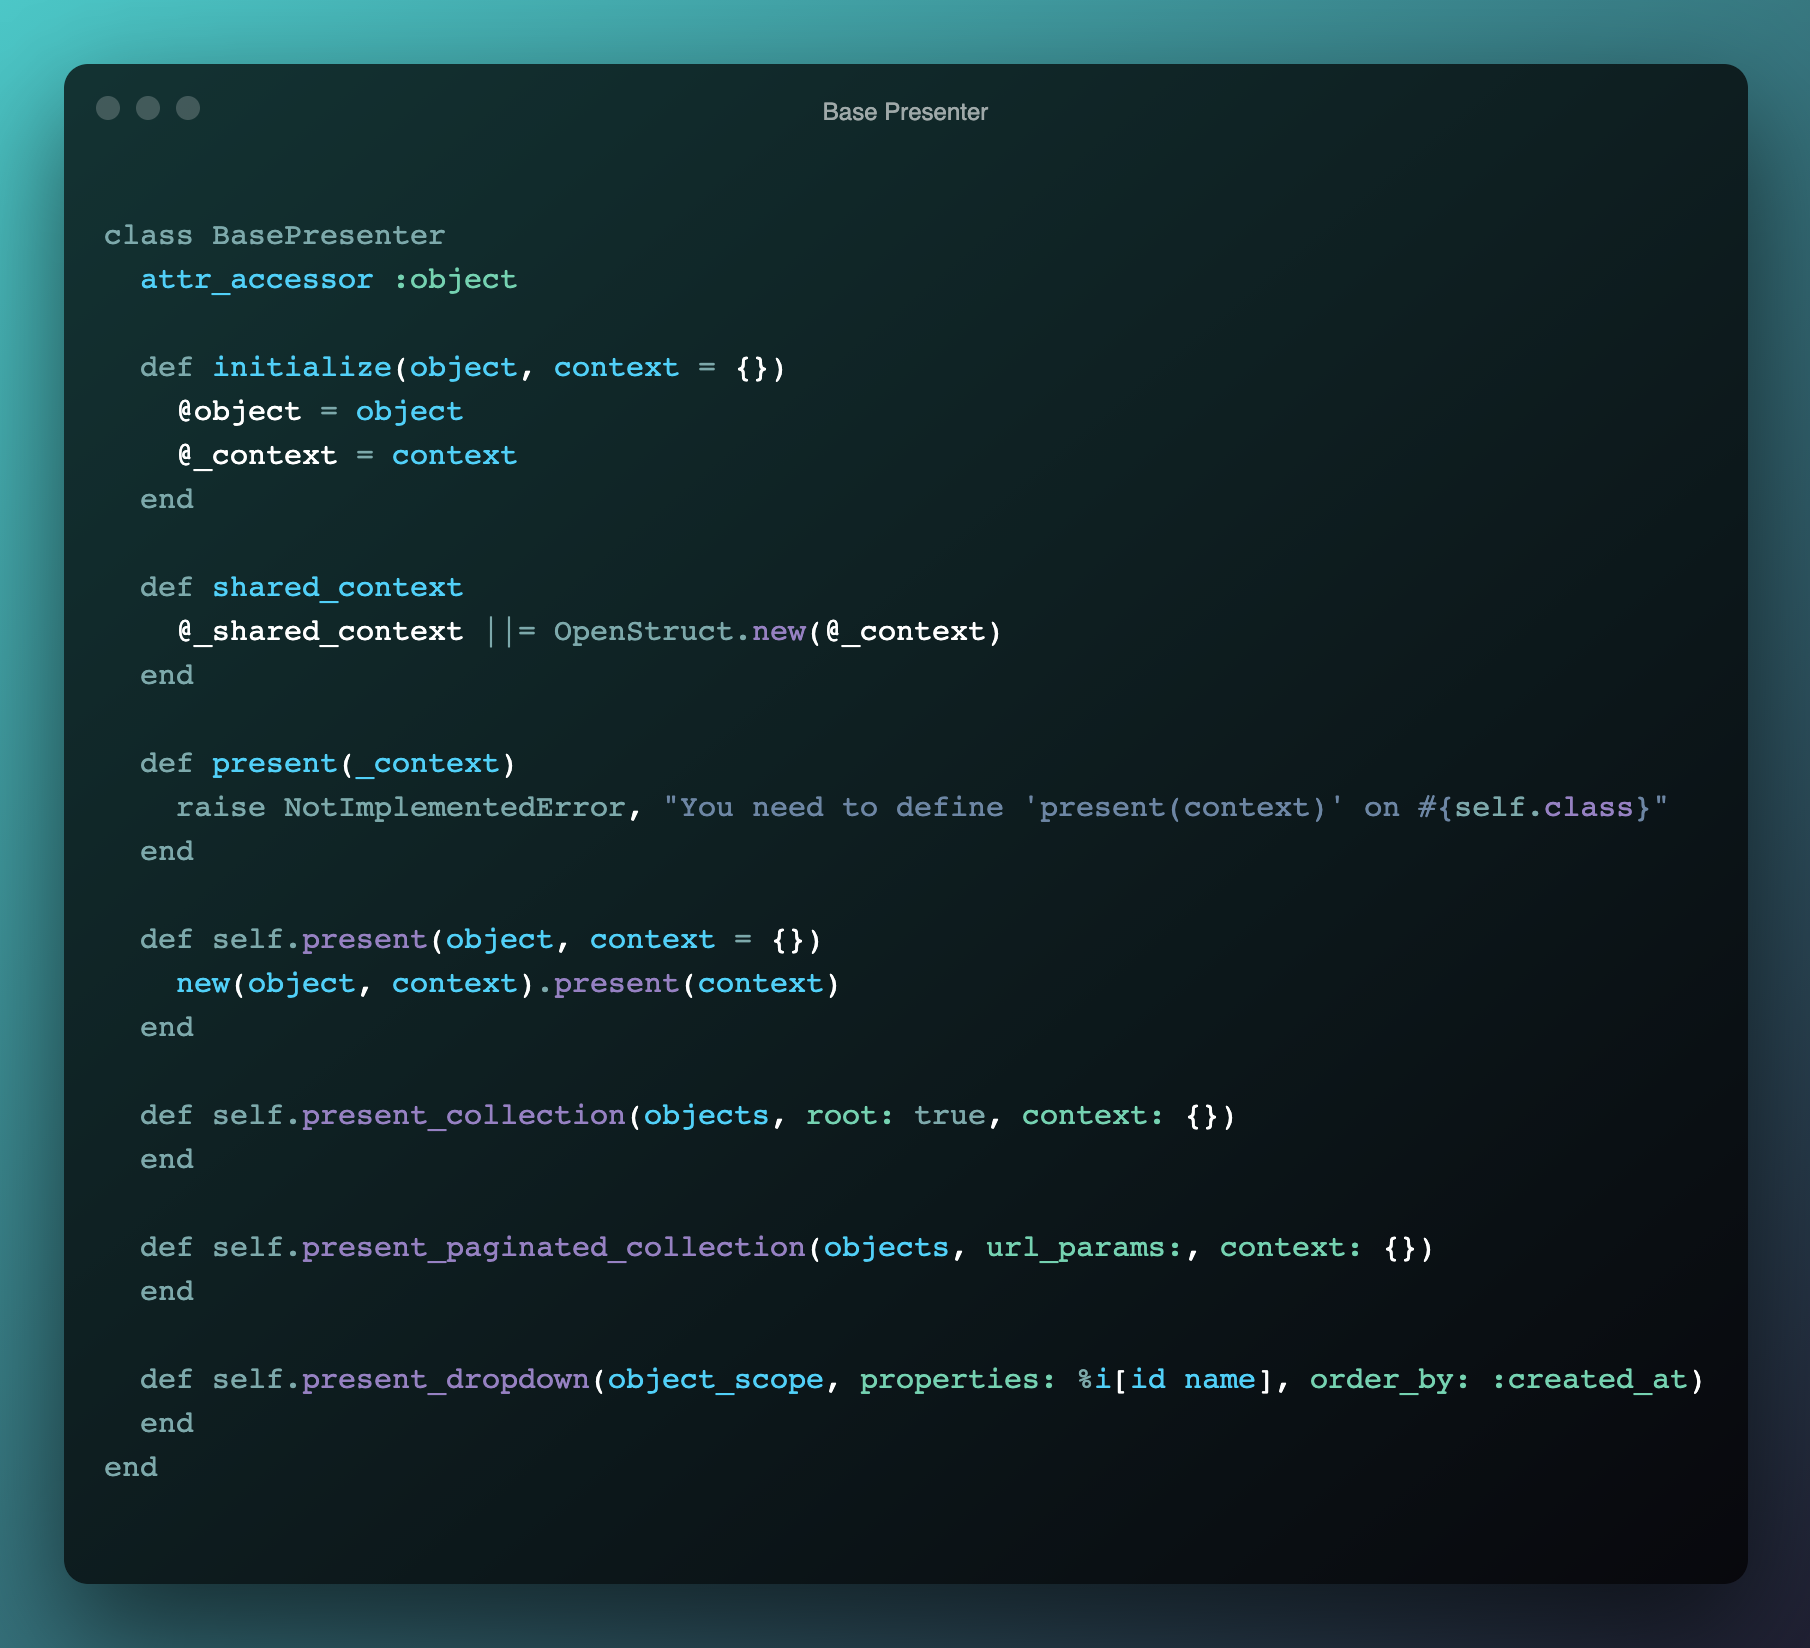 Base Presenter
class BasePresenter
  attr_accessor :object
  def initialize(object, context = {})
    @object = object
    @_context = context
  end
  def shared_context
    @_shared_context ||= OpenStruct.new(@_context)
  end
  def present(_context)
    raise NotImplementedError, "You need to define 'present(context)' on #{self.class}"
  end
  def self.present(object, context = {})
    new(object, context).present(context)
  end
  def self.present_collection(objects, root: true, context: {})
  end
  def self.present_paginated_collection(objects, url_params:, context: {})
  end
  def self.present_dropdown(object_scope, properties: %i[id name], order_by: :created_at)
  end
end